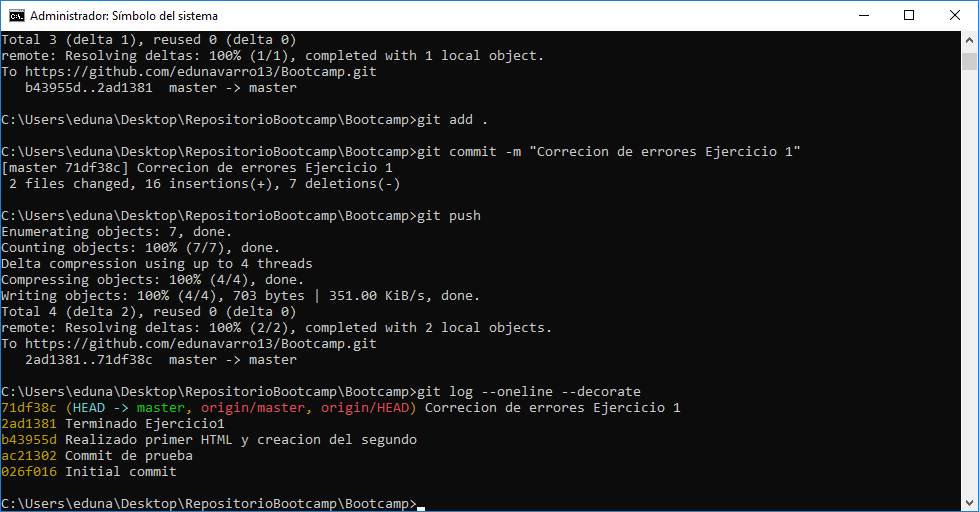 Administrador: Símbolo del sistema
Total 3 (delta 1), reused 0 (delta 0)
remote: Resolving deltas: 100% (1/1), completed with 1 local object.
To https://github.com/edunavarro13/Bootcamp.git
   b43955d..2ad1381  master -> master
C:\Users\eduna\Desktop\RepositorioBootcamp\Bootcamp>git add .
C:\Users\eduna\Desktop\RepositorioBootcamp\Bootcamp>git commit -m "Correcion de errores Ejercicio 1"
[master 71df38c] Correcion de errores Ejercicio 1
 2 files changed, 16 insertions(+), 7 deletions(-)
C:\Users\eduna\Desktop\RepositorioBootcamp\Bootcamp>git push
Enumerating objects: 7, done.
Counting objects: 100% (7/7), done.
Delta compression using up to 4 threads
Compressing objects: 100% (4/4), done.
Writing objects: 100% (4/4), 703 bytes | 351.00 KiB/s, done.
Total 4 (delta 2), reused 0 (delta 0)
remote: Resolving deltas: 100% (2/2), completed with 2 local objects.
To https://github.com/edunavarro13/Bootcamp.git
   2ad1381..71df38c  master -> master
C:\Users\eduna\Desktop\RepositorioBootcamp\Bootcamp>git log --oneline --decorate
71df38c (HEAD -> master, origin/master, origin/HEAD) Correcion de errores Ejercicio 1
2ad1381 Terminado Ejercicio1
b43955d Realizado primer HTML y creacion del segundo
ac21302 Commit de prueba
026f016 Initial commit
C:\Users\eduna\Desktop\RepositorioBootcamp\Bootcamp>